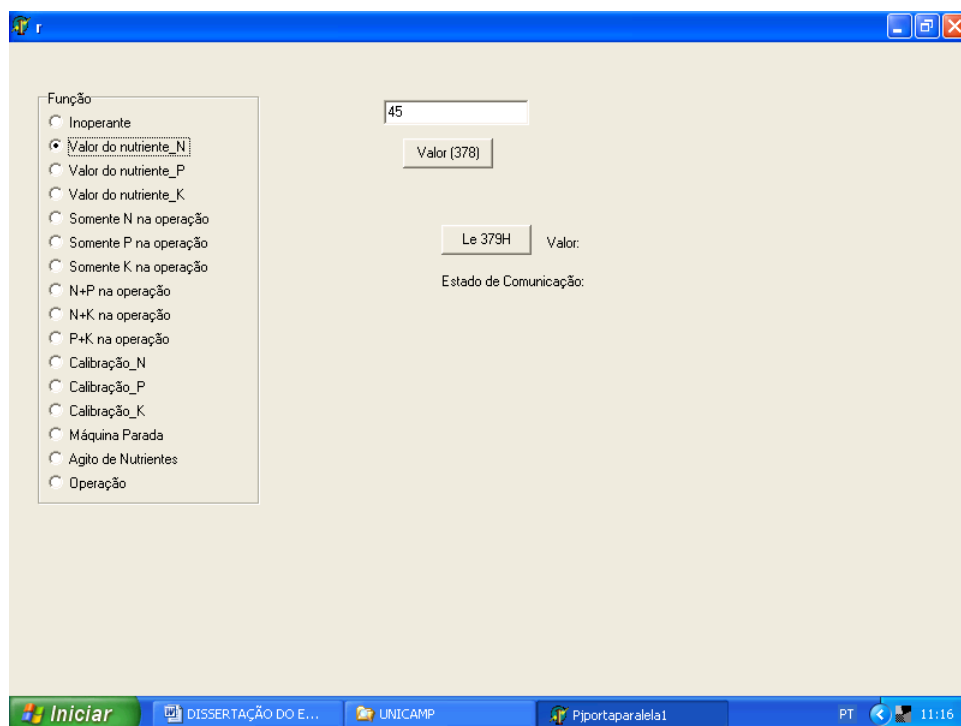 r
Função
Inoperante
Valor do nutriente_N
Valor do nutriente_P
Valor do nutriente_K
Somente N na operação
Somente P na operação
Somente K na operação
N+P na operação
N+K na operação
P+K na operação
Calibração_N
Calibração_P
Calibração_K
Máquina Parada
Agito de Nutrientes
Operação
45
Valor (378)
Le 379H Valor:
Estado de Comunicação:
Iniciar DISSERTAÇÃO DO E... UNICAMP Pjportaparalela1 PT 11:16